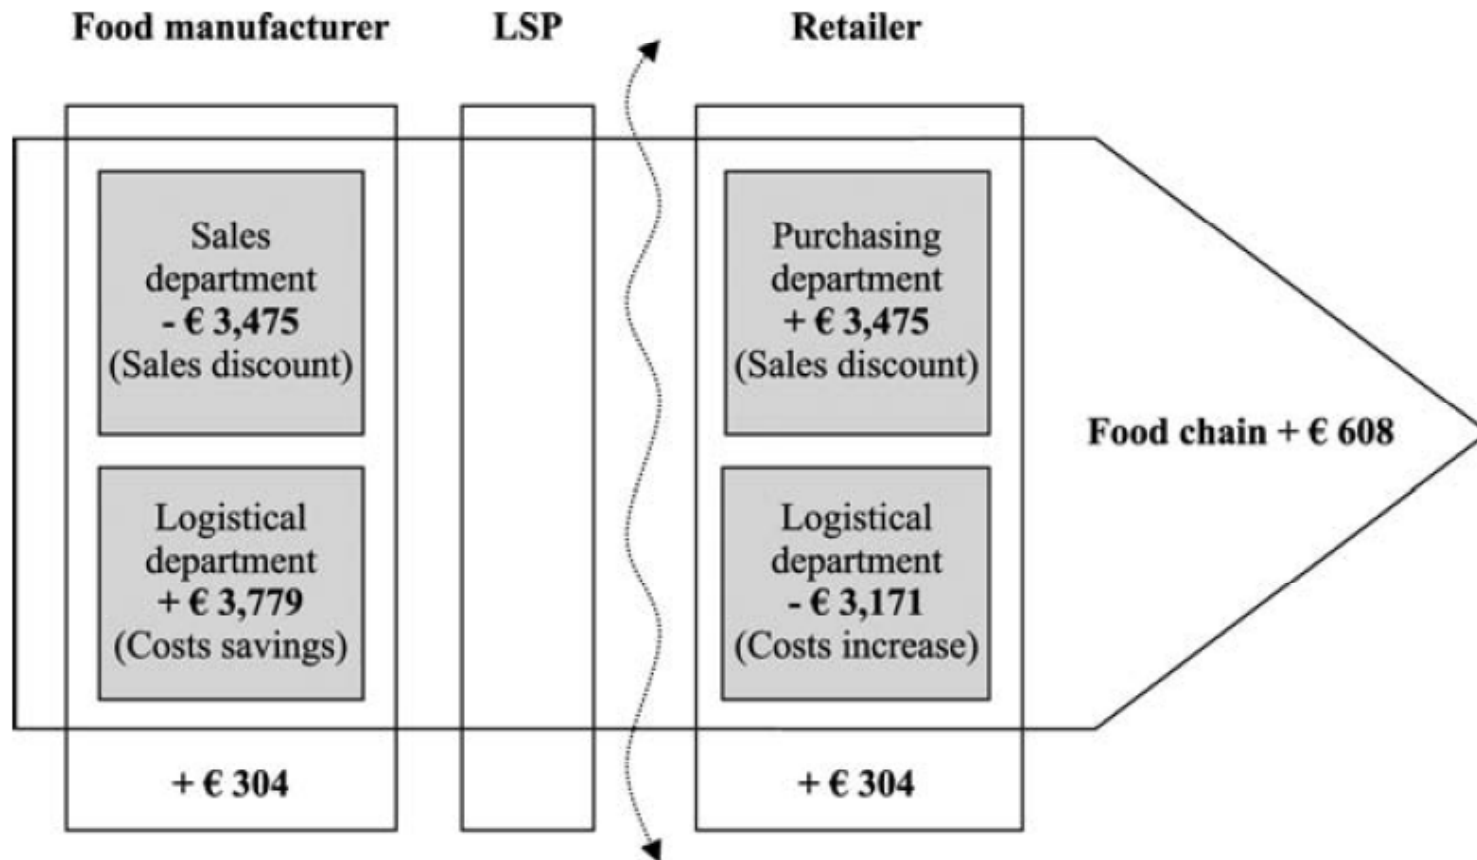 Food manufacturer
LSP
Retailer
Sales
department
- € 3,475
(Sales discount)
Logistical
department
+ € 3,779
(Costs savings)
+ € 304
Purchasing
department
+ € 3,475
(Sales discount)
Logistical
department
- € 3,171
(Costs increase)
+ € 304
Food chain + € 608